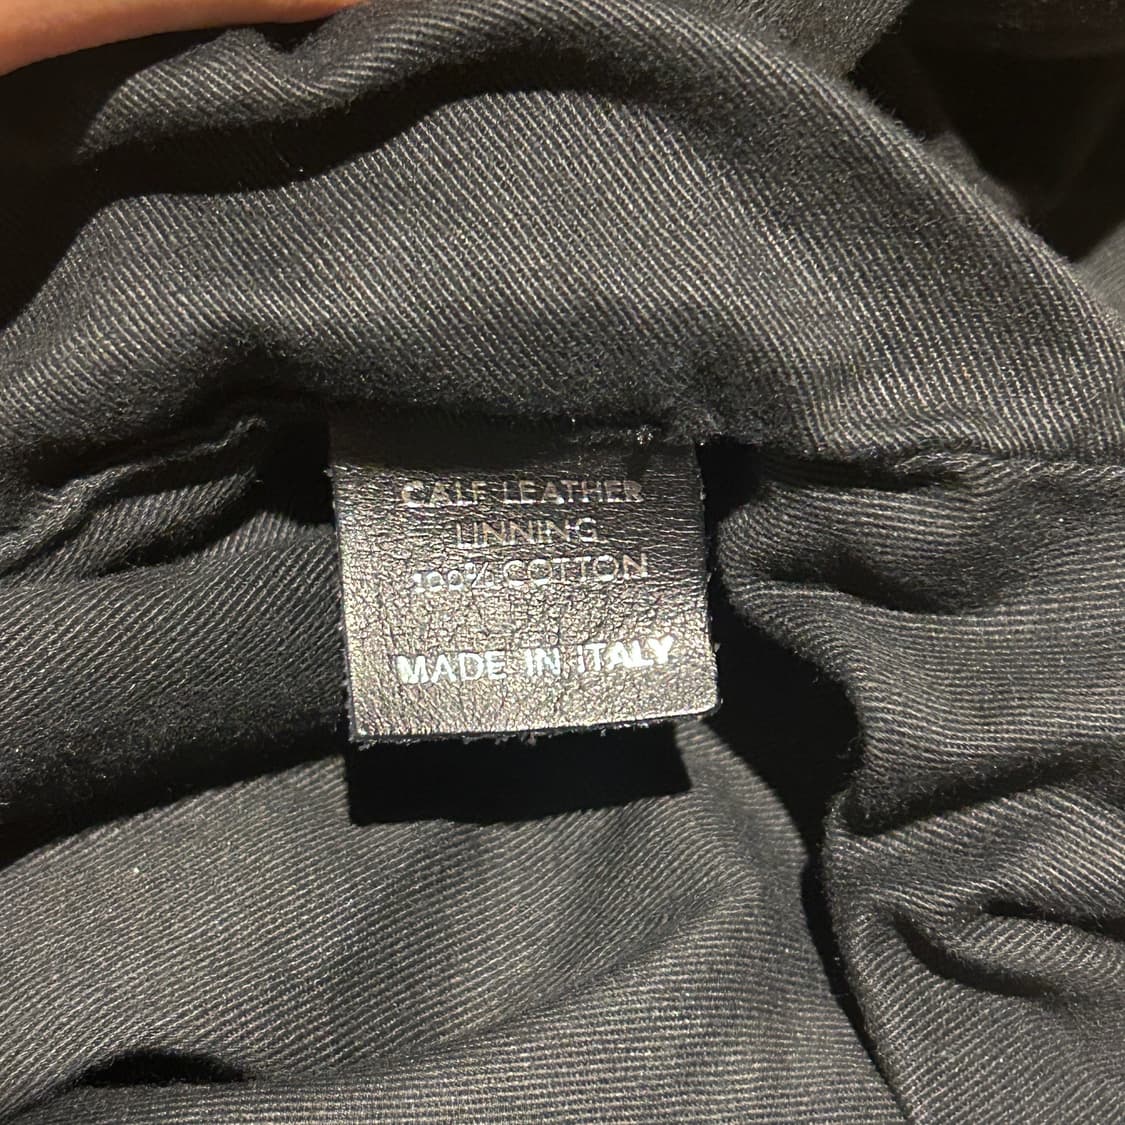 CALF LEATHER
LINNING
100% COTTON
MADE IN ITALY